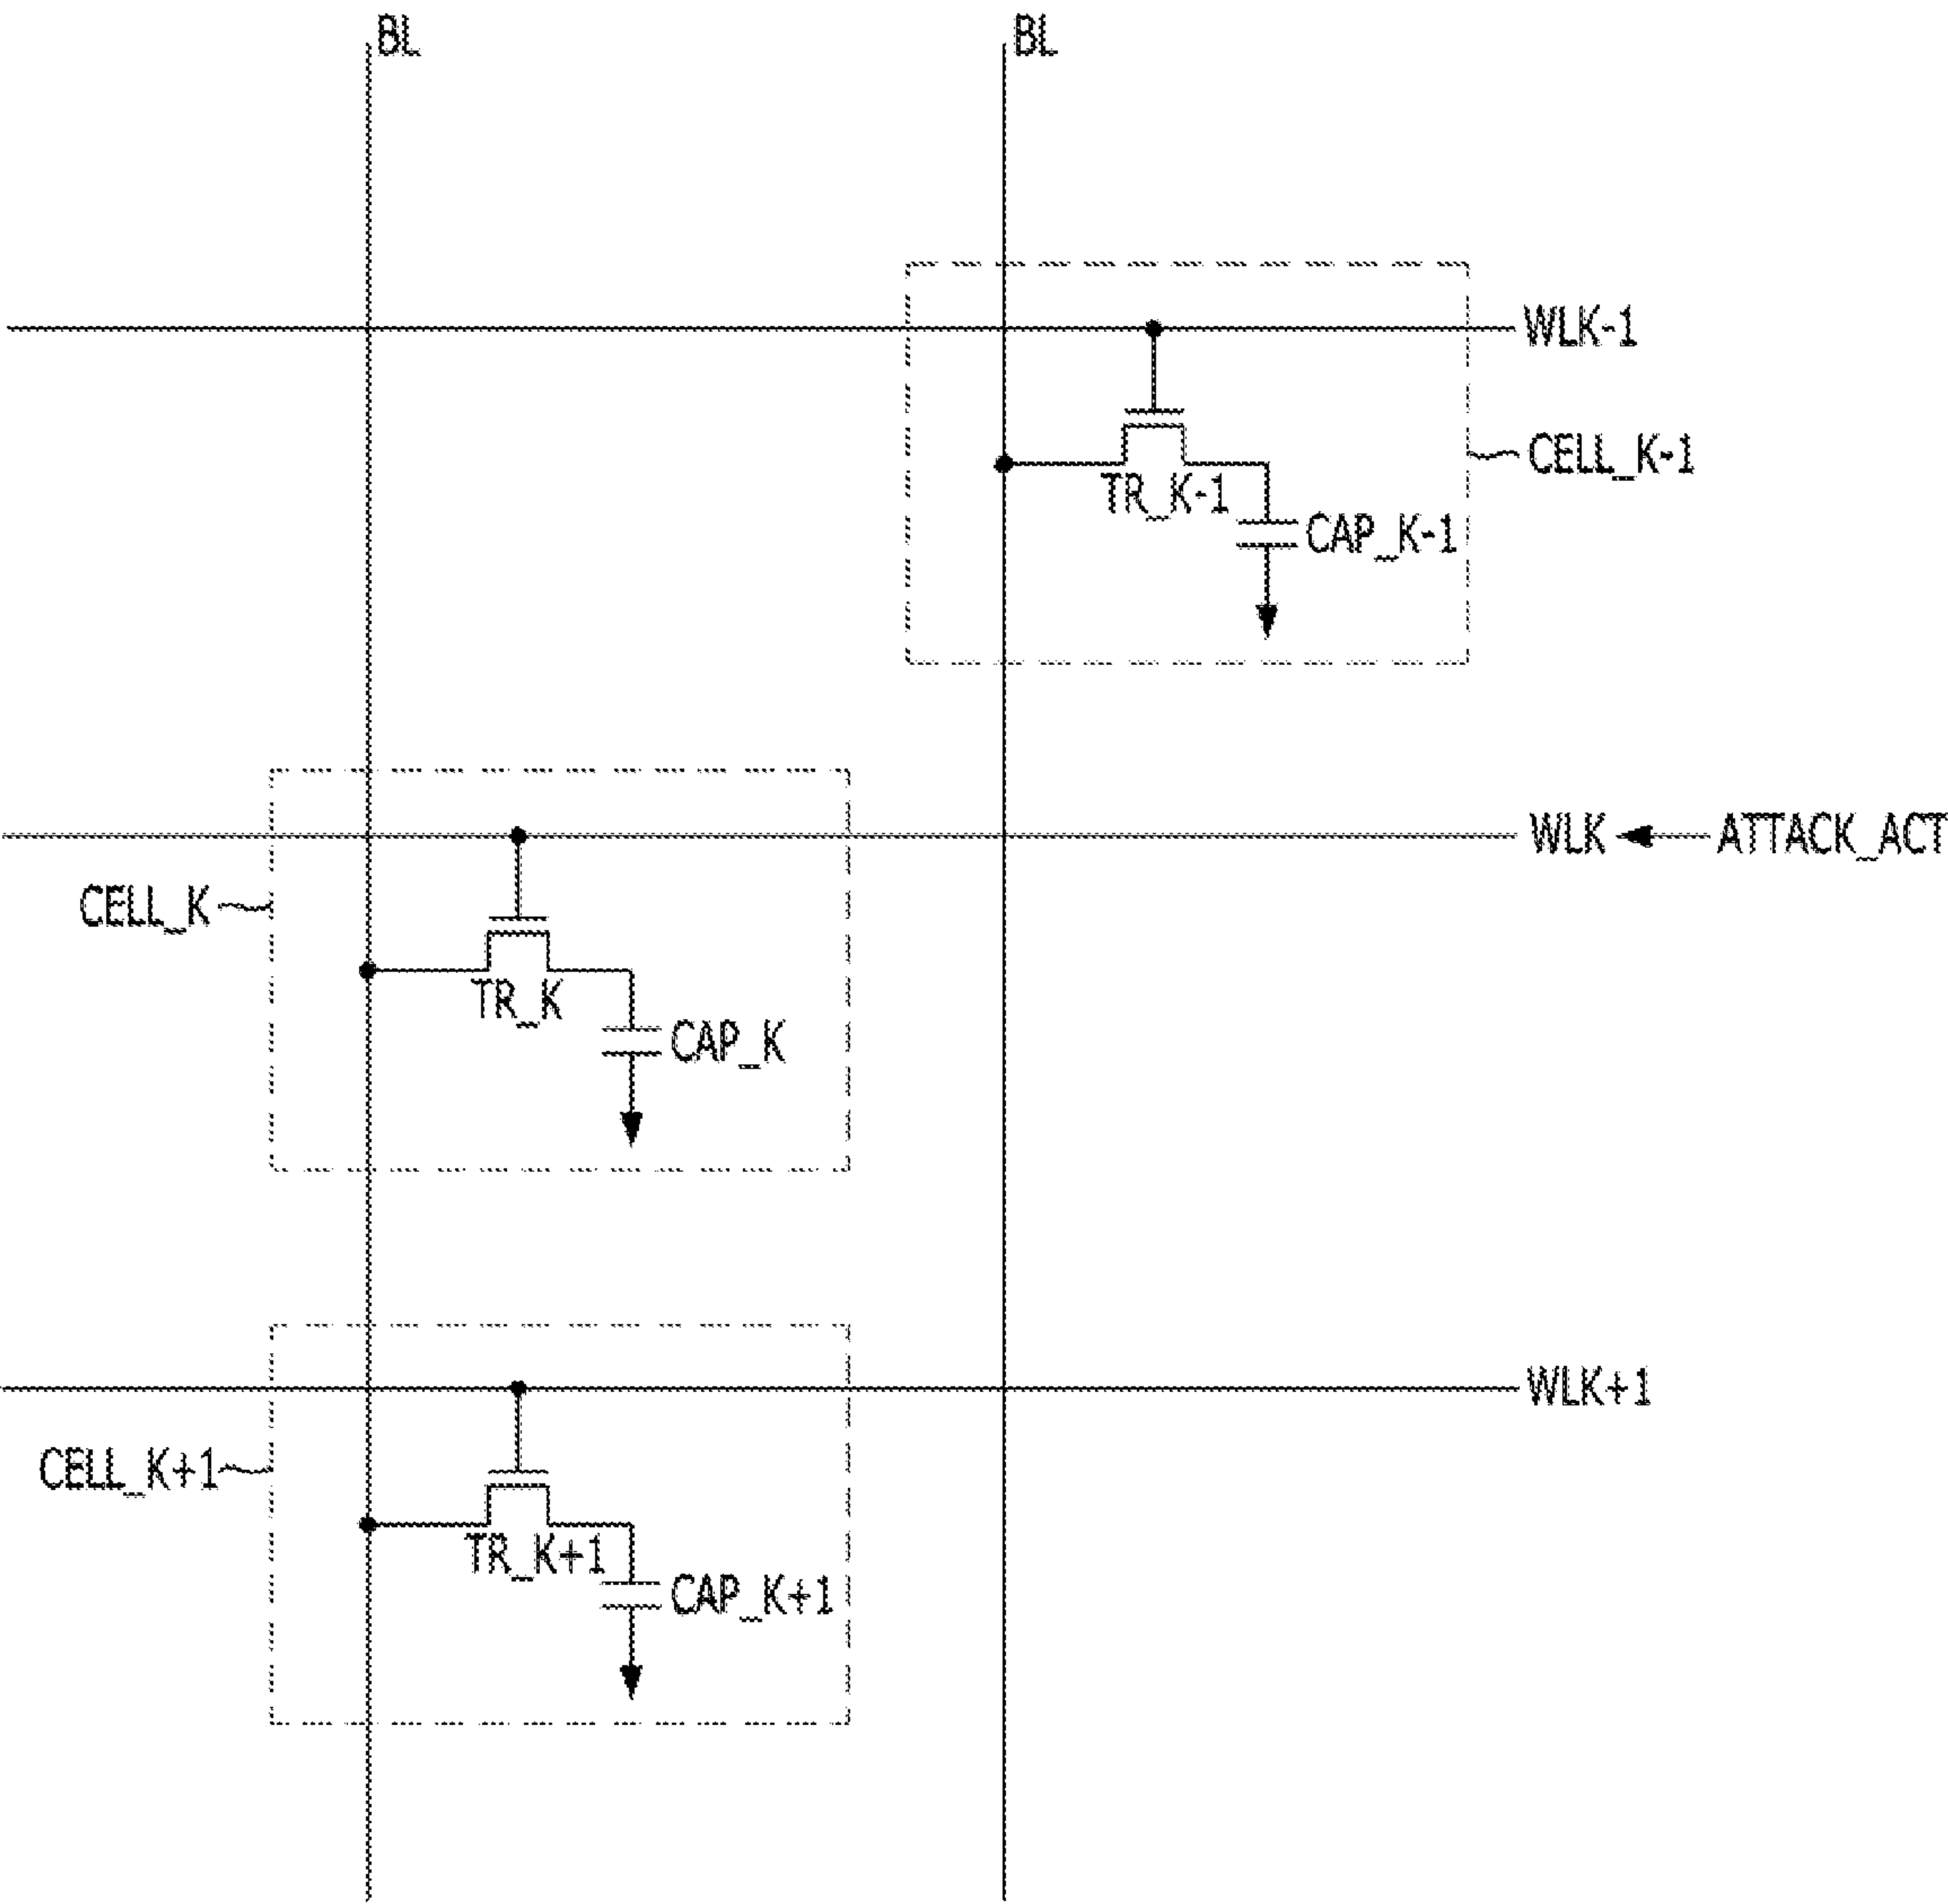 BL
BL
WLK-1
CELL_K-1
TR_K-1
CAP_K-1
WLK
ATTACK_ACT
CELL_K
TR_K
CAP_K
WLK+1
CELL_K+1
TR_K+1
CAP_K+1